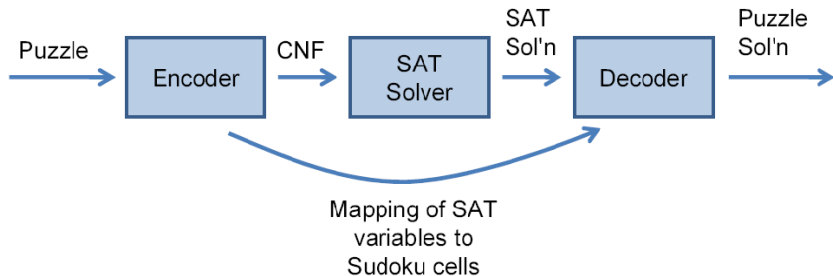 Puzzle
Encoder
CNF
SAT
Solver
SAT
Sol'n
Decoder
Puzzle
Sol'n
Mapping of SAT
variables to
Sudoku cells